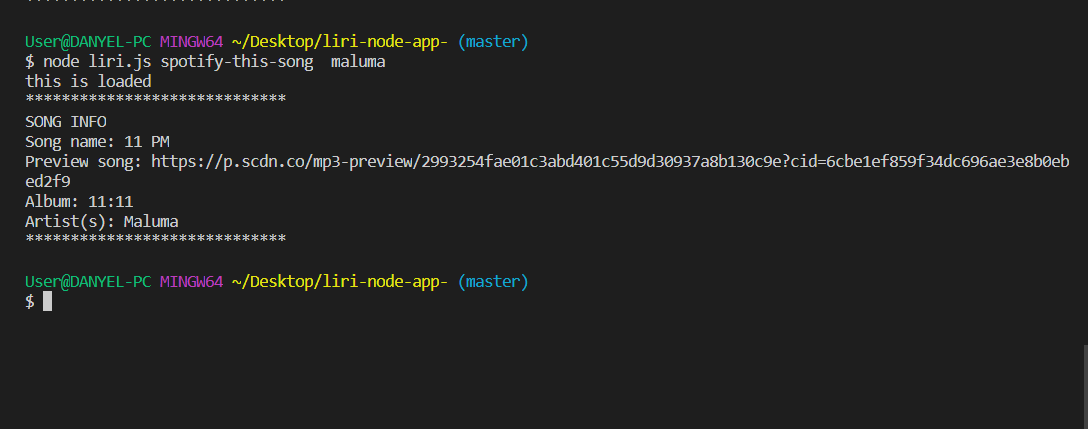 *****************************
User@DANYEL-PC MINGW64 ~/Desktop/liri-node-app- (master)
$ node liri.js spotify-this-song  maluma
this is loaded
*****************************
SONG INFO
Song name: 11 PM
Preview song: https://p.scdn.co/mp3-preview/2993254fae01c3abd401c55d9d30937a8b130c9e?cid=6cbe1ef859f34dc696ae3e8b0eb
ed2f9
Album: 11:11
Artist(s): Maluma
*****************************
User@DANYEL-PC MINGW64 ~/Desktop/liri-node-app- (master)
$